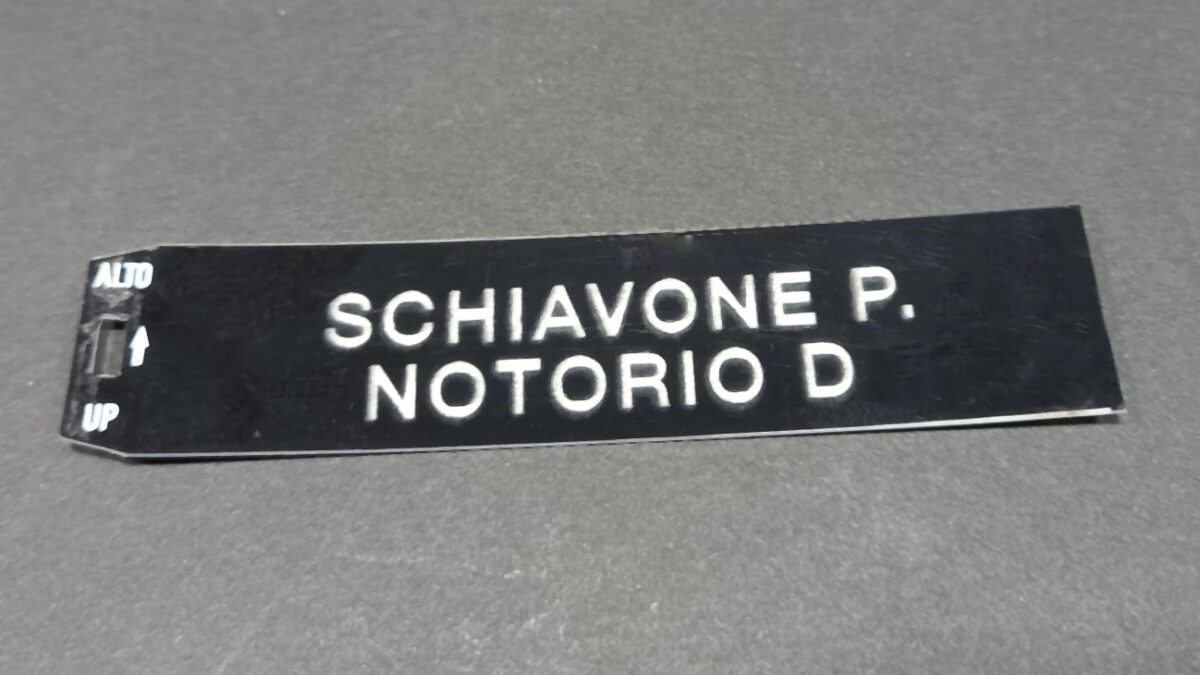 ALTO
SCHIAVONE P.
NOTORIO D
UP